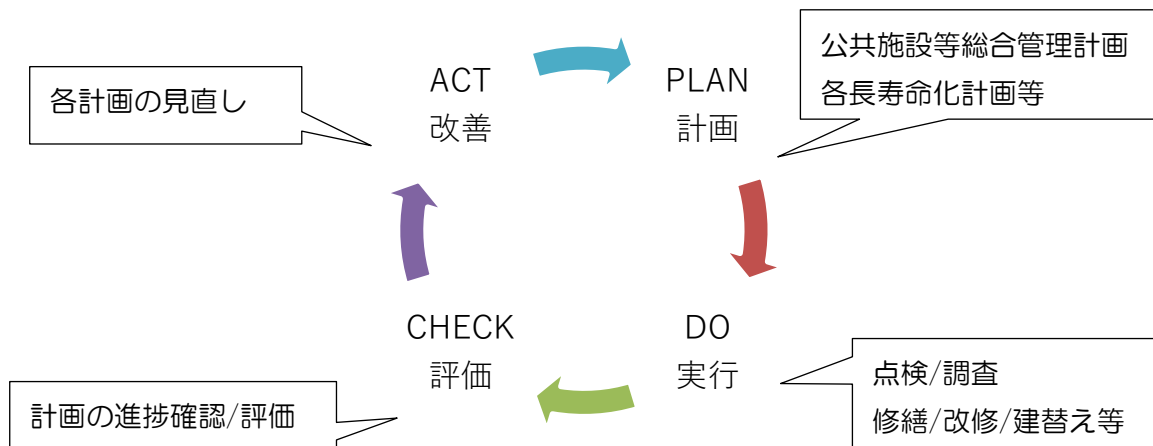 公共施設等総合管理計画
各長寿命化計画等
各計画の見直し
ACT
改善
PLAN
計画
CHECK
評価
DO
実行
点検/調査
修繕/改修/建替え等
計画の進捗確認/評価